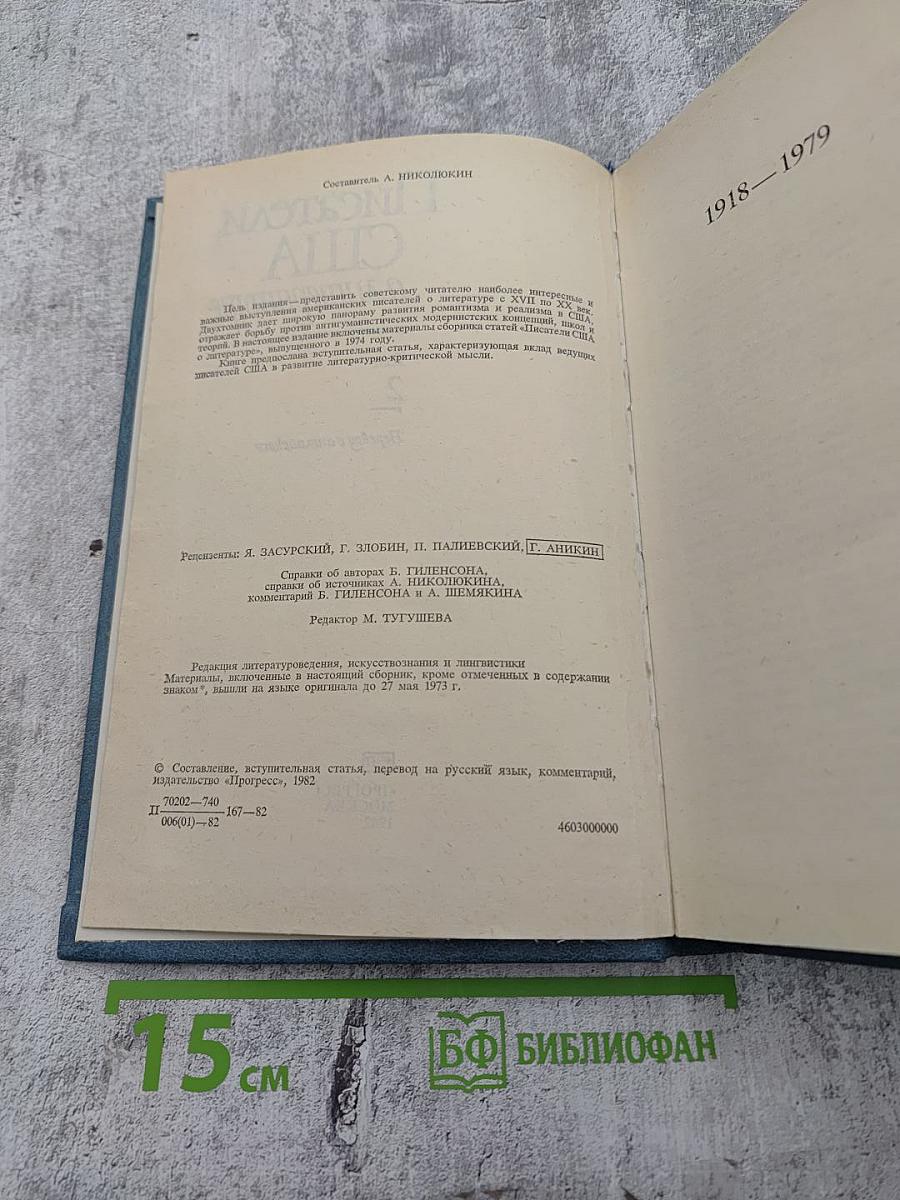 Составитель А. НИКОЛЮКИН
Цель издания — представить советскому читателю наиболее интересные и
важные выступления американских писателей о литературе с XVII по XX век.
Двухтомник дает широкую панораму развития романтизма и реализма в США,
отражает борьбу против антигуманистических модернистских концепций, школ и
теорий. В настоящее издание включены материалы сборника статей «Писатели США
о литературе», выпущенного в 1974 году.
Книге предпослана вступительная статья, характеризующая вклад ведущих
писателей США в развитие литературно-критической мысли.
Рецензенты: Я. ЗАСУРСКИЙ, Г. ЗЛОБИН, П. ПАЛИЕВСКИЙ, Г. АНИКИН
Справки об авторах Б. ГИЛЕНСОНА,
справки об источниках А. НИКОЛЮКИНА,
комментарий Б. ГИЛЕНСОНА и А. ШЕМЯКИНА
Редактор М. ТУГУШЕВА
Редакция литературоведения, искусствознания и лингвистики
Материалы, включенные в настоящий сборник, кроме отмеченных в содержании
знаком*, вышли на языке оригинала до 27 мая 1973 г.
© Составление, вступительная статья, перевод на русский язык, комментарий,
издательство «Прогресс», 1982
70202—740
П 167—82
006(01)—82
4603000000
1918—1979
15 см
БФ БИБЛИОФАН